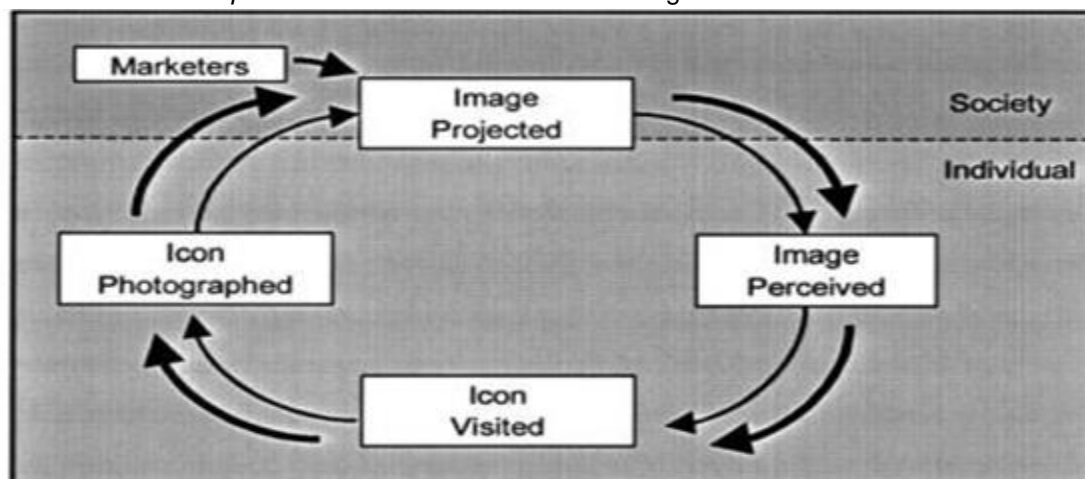 Marketers
Image
Projected
Society
Individual
Icon
Photographed
Image
Perceived
Icon
Visited